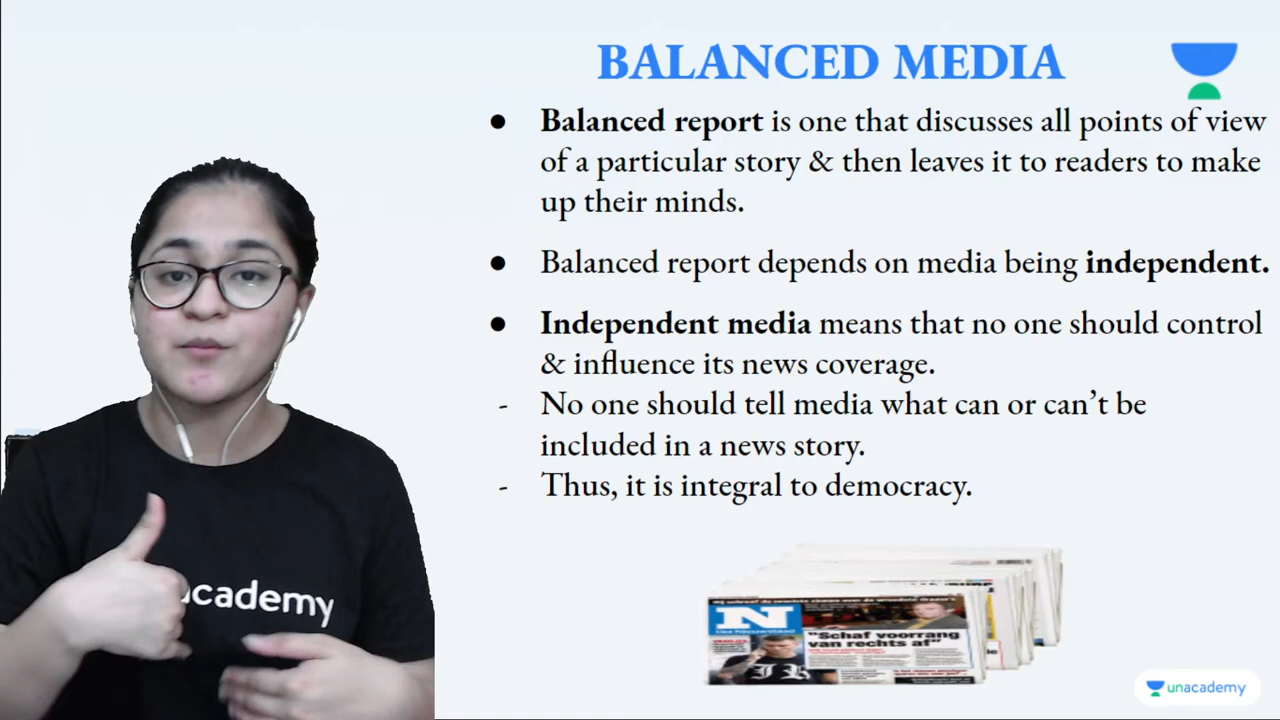 BALANCED MEDIA
● Balanced report is one that discusses all points of view
of a particular story & then leaves it to readers to make
up their minds.
● Balanced report depends on media being independent.
● Independent media means that no one should control
& influence its news coverage.
- No one should tell media what can or can’t be
included in a news story.
- Thus, it is integral to democracy.
academy
N
"Schaf voorrang
van rechts af"
unacademy